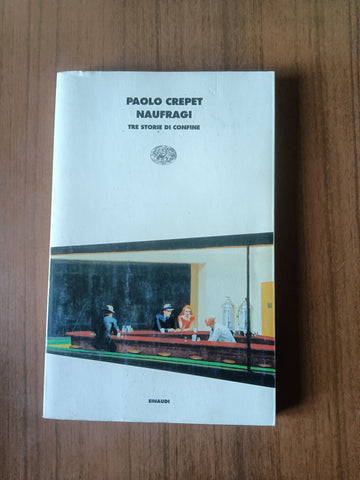 PAOLO CREPET
NAUFRAGI
TRE STORIE DI CONFINE
EINAUDI